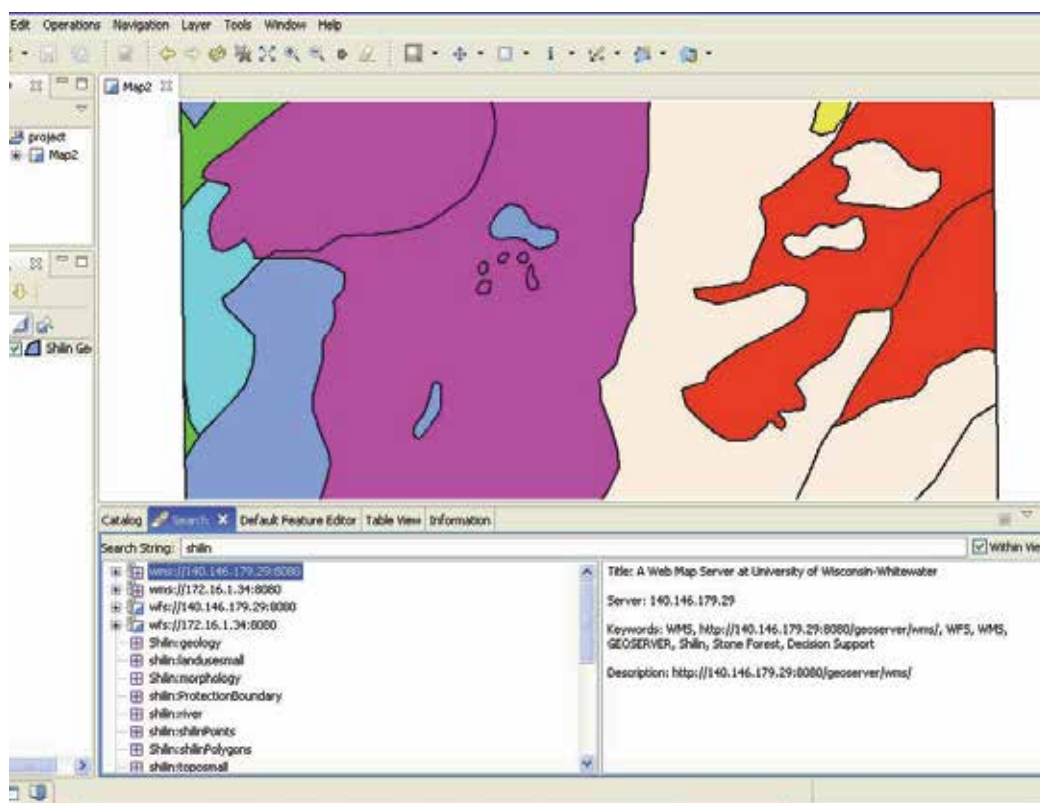 Edit Operations Navigation Layer Tools Window Help
Map2
project
Map2
Shilin Ge
Catalog Search Default Feature Editor Table View Information
Search String: shilin
Within Vie
wms://140.146.179.29:8080
wms://172.16.1.34:8080
wfs://140.146.179.29:8080
wfs://172.16.1.34:8080
Shilin:geology
shilin:landusesmall
Shilin:morphology
shilin:ProtectionBoundary
shilin:river
shilin:shilinPoints
Shilin:shilinPolygons
shilin:toposmall
Title: A Web Map Server at University of Wisconsin-Whitewater
Server: 140.146.179.29
Keywords: WMS, http://140.146.179.29:8080/geoserver/wms/, WFS, WMS,
GEOSERVER, Shilin, Stone Forest, Decision Support
Description: http://140.146.179.29:8080/geoserver/wms/